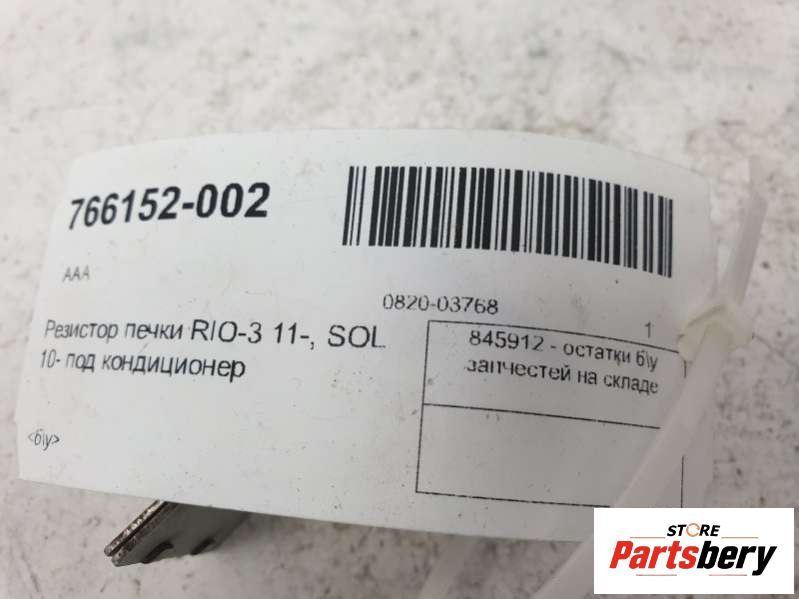 766152-002
AAA
0820-03768
1
Резистор печки RIO-3 11-, SOL
10- под кондиционер
845912 - остатки б\у
запчестей на складе
<б\у>
STORE
Partsbery